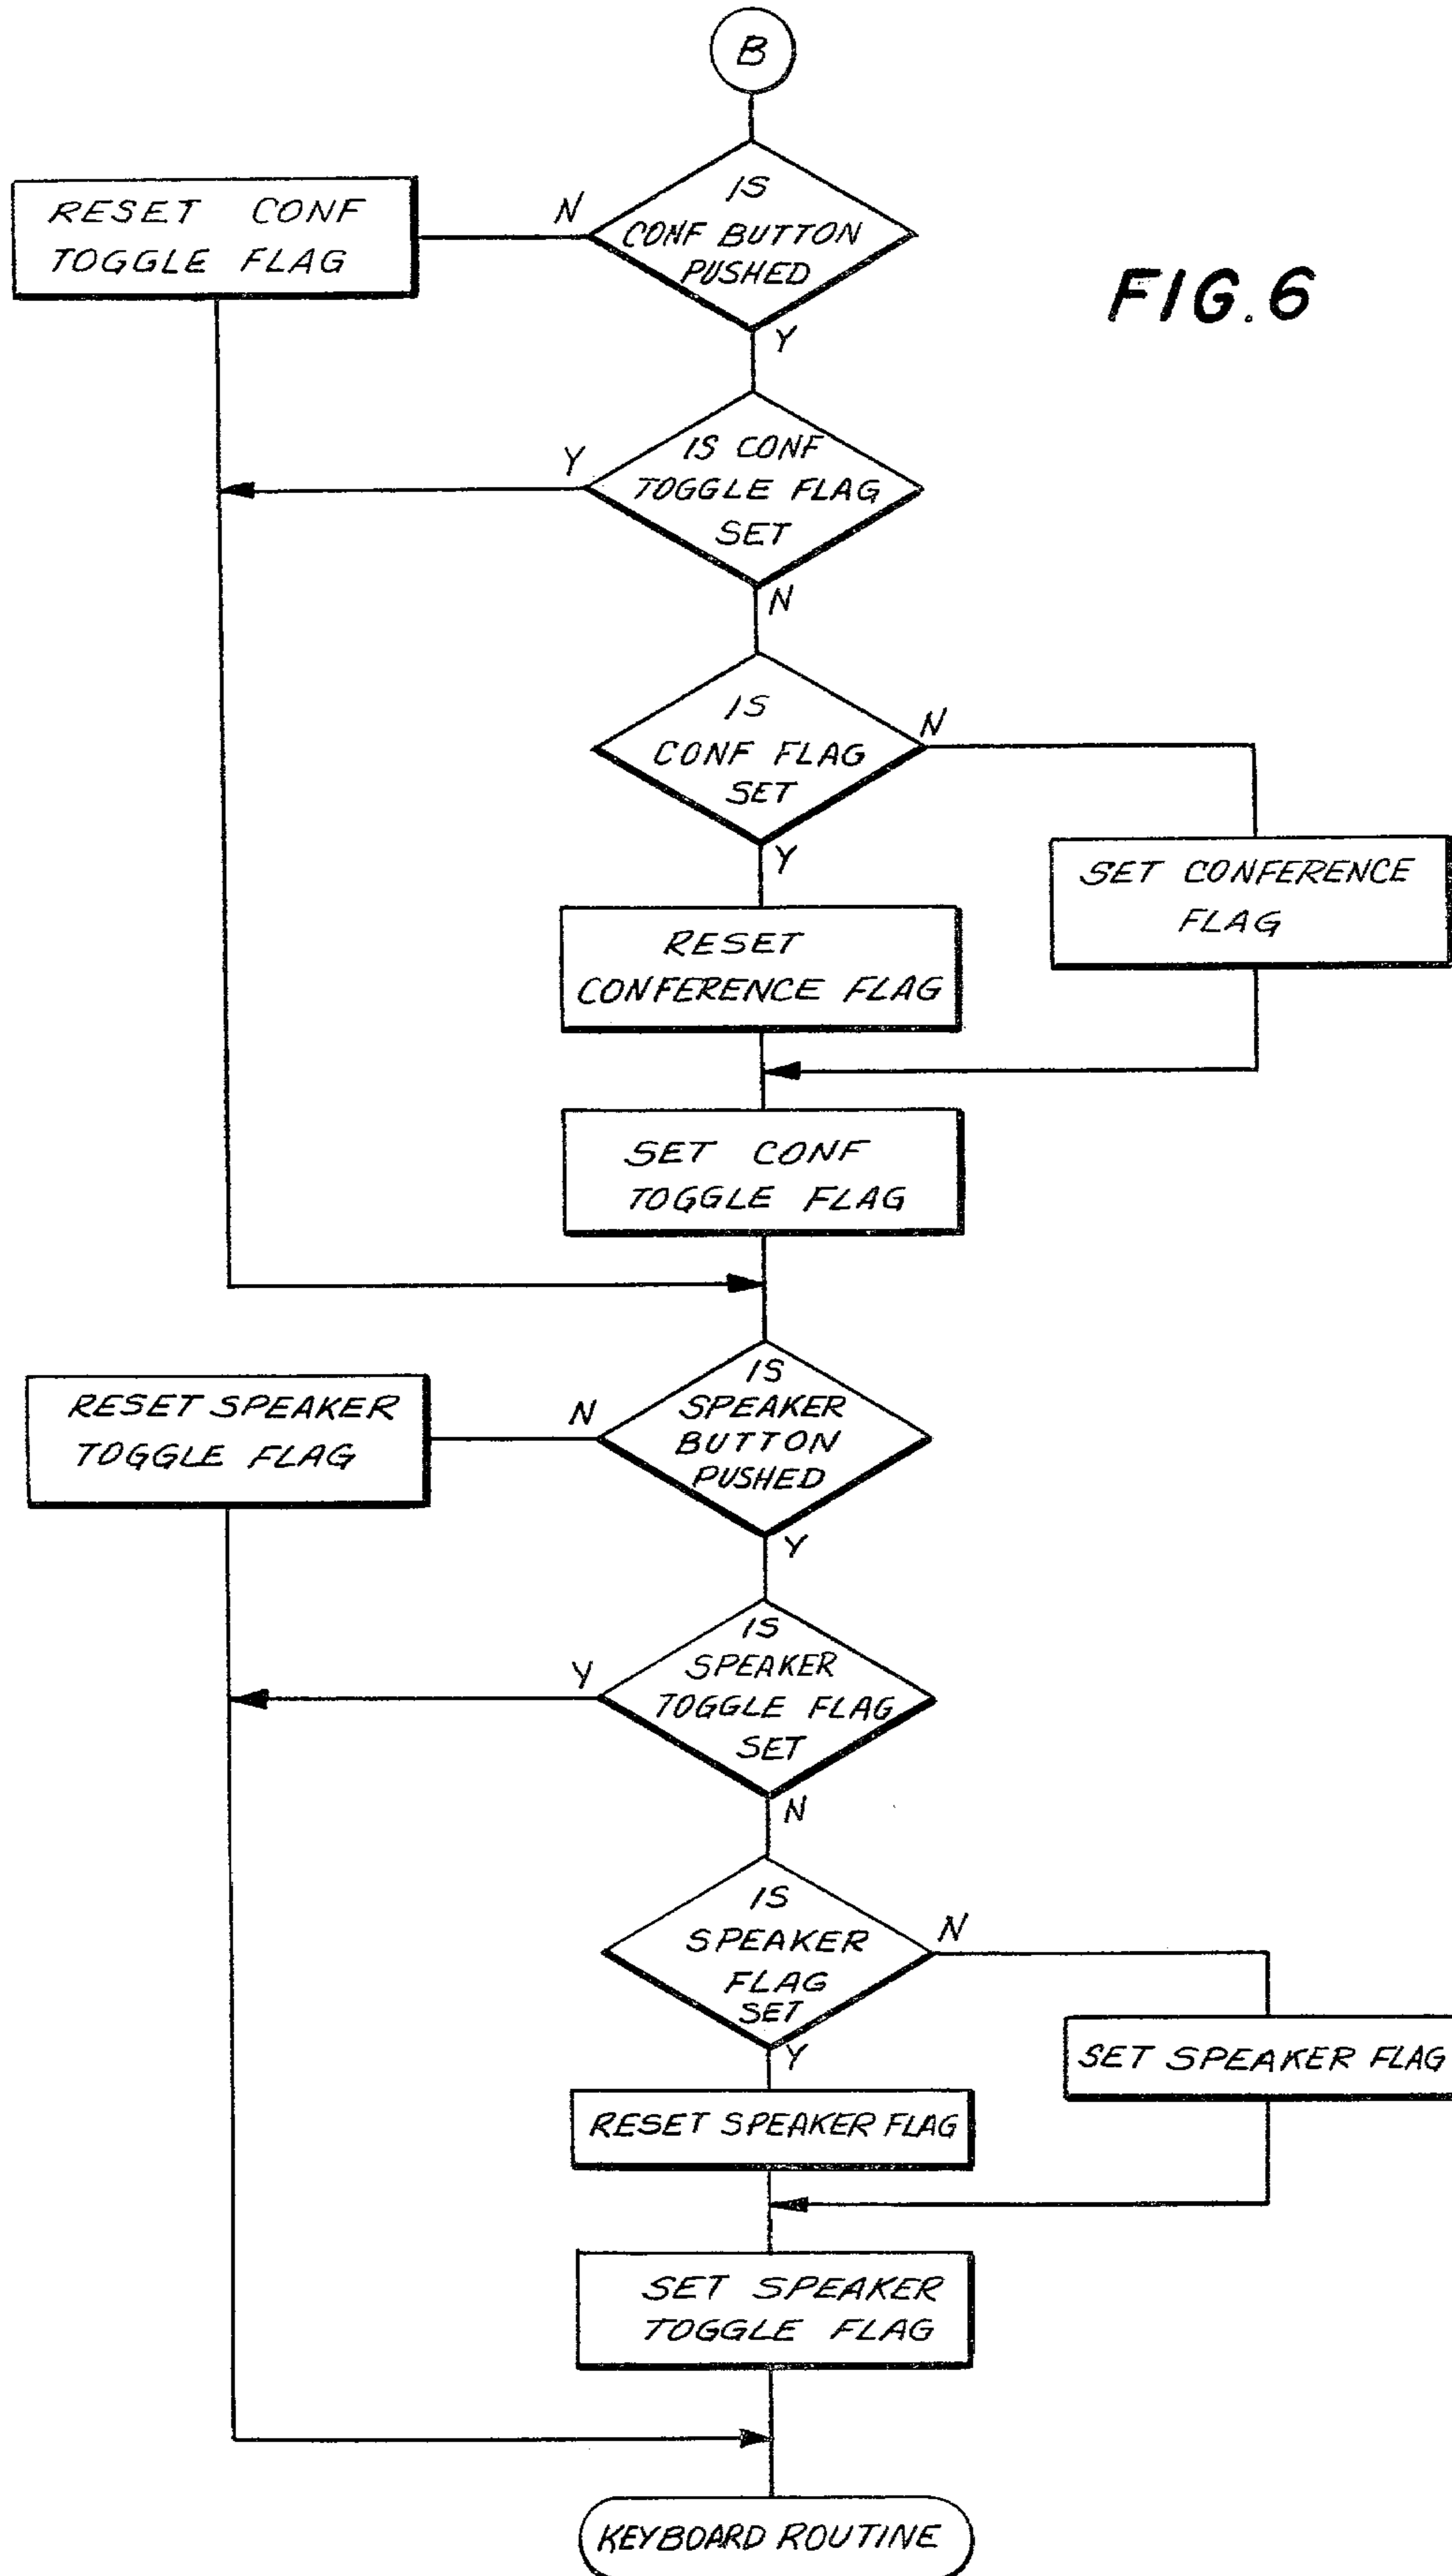 B
IS
CONF BUTTON
PUSHED
N
RESET CONF
TOGGLE FLAG
FIG. 6
Y
IS CONF
TOGGLE FLAG
SET
Y
N
IS
CONF FLAG
SET
N
Y
SET CONFERENCE
FLAG
RESET
CONFERENCE FLAG
SET CONF
TOGGLE FLAG
IS
SPEAKER
BUTTON
PUSHED
N
RESET SPEAKER
TOGGLE FLAG
Y
IS
SPEAKER
TOGGLE FLAG
SET
Y
N
IS
SPEAKER
FLAG
SET
N
Y
SET SPEAKER FLAG
RESET SPEAKER FLAG
SET SPEAKER
TOGGLE FLAG
KEYBOARD ROUTINE